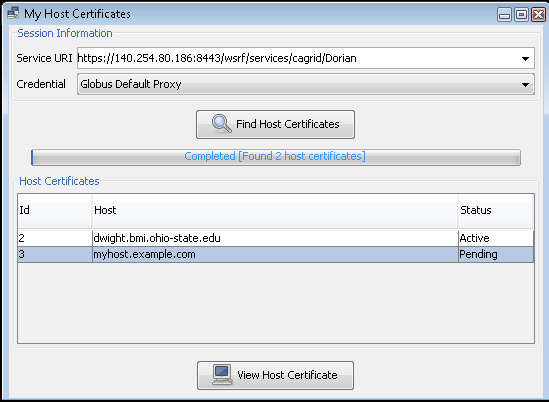 My Host Certificates
Session Information
Service URI https://140.254.80.186:8443/wsrf/services/cagrid/Dorian
Credential Globus Default Proxy
Find Host Certificates
Completed [Found 2 host certificates]
Host Certificates
Id Host Status
2 dwight.bmi.ohio-state.edu Active
3 myhost.example.com Pending
View Host Certificate